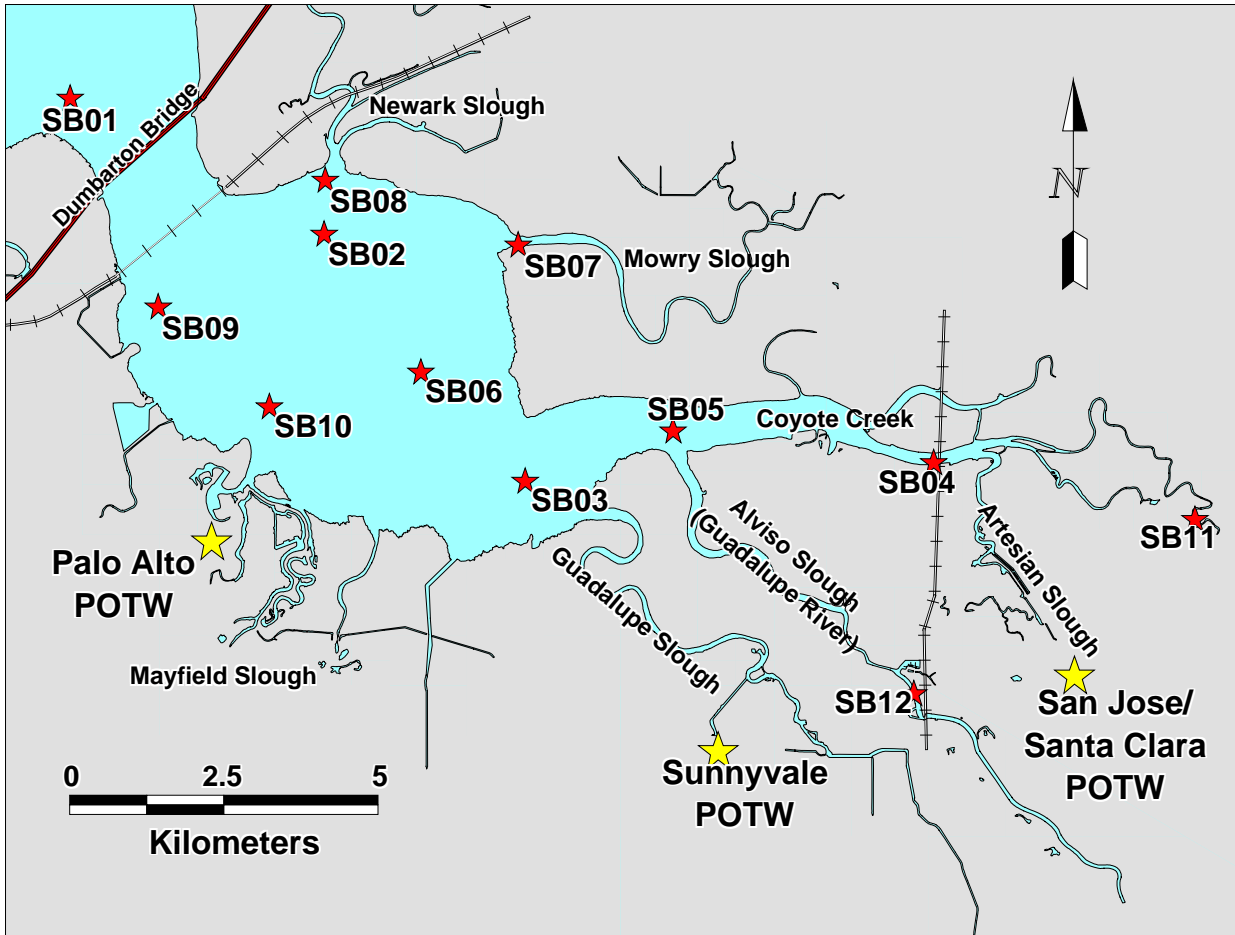 SB01
Dumbarton Bridge
Newark Slough
SB08
SB02
SB07
Mowry Slough
N
SB09
SB06
SB10
SB05
Coyote Creek
SB04
SB03
SB11
Palo Alto
POTW
Mayfield Slough
Guadalupe Slough
Alviso Slough
(Guadalupe River)
Artesian Slough
SB12
San Jose/
Santa Clara
POTW
Sunnyvale
POTW
0 2.5 5
Kilometers